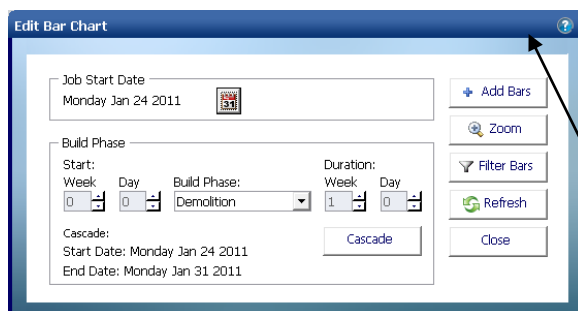 Edit Bar Chart ?
Job Start Date
Monday Jan 24 2011 31
Add Bars
Zoom
Filter Bars
Refresh
Close
Build Phase
Start: Duration:
Week Day Build Phase: Week Day
0 0 Demolition 1 0
Cascade: Cascade
Start Date: Monday Jan 24 2011
End Date: Monday Jan 31 2011